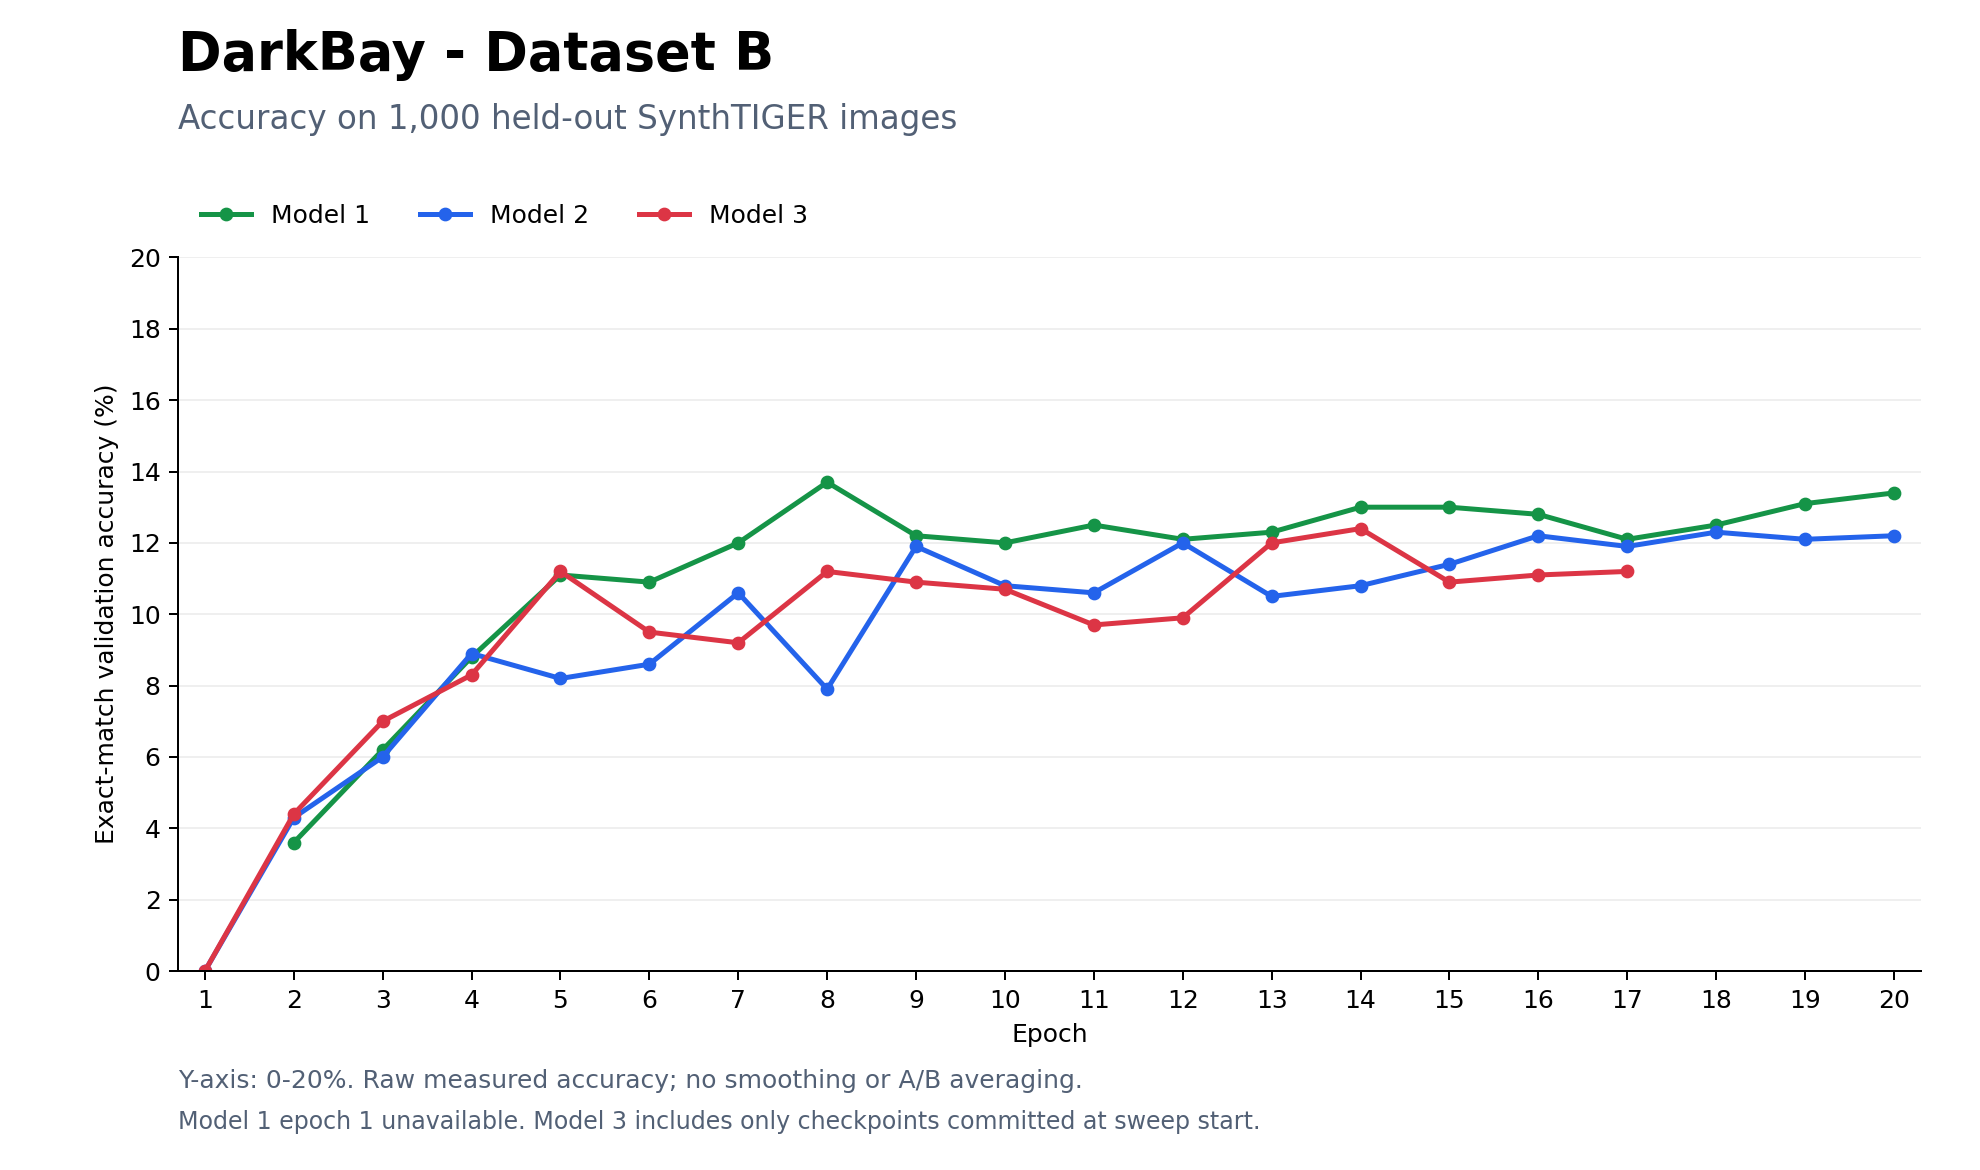 DarkBay - Dataset B
Accuracy on 1,000 held-out SynthTIGER images
Model 1 Model 2 Model 3
Exact-match validation accuracy (%)
20
18
16
14
12
10
8
6
4
2
0
1 2 3 4 5 6 7 8 9 10 11 12 13 14 15 16 17 18 19 20
Epoch
Y-axis: 0-20%. Raw measured accuracy; no smoothing or A/B averaging.
Model 1 epoch 1 unavailable. Model 3 includes only checkpoints committed at sweep start.